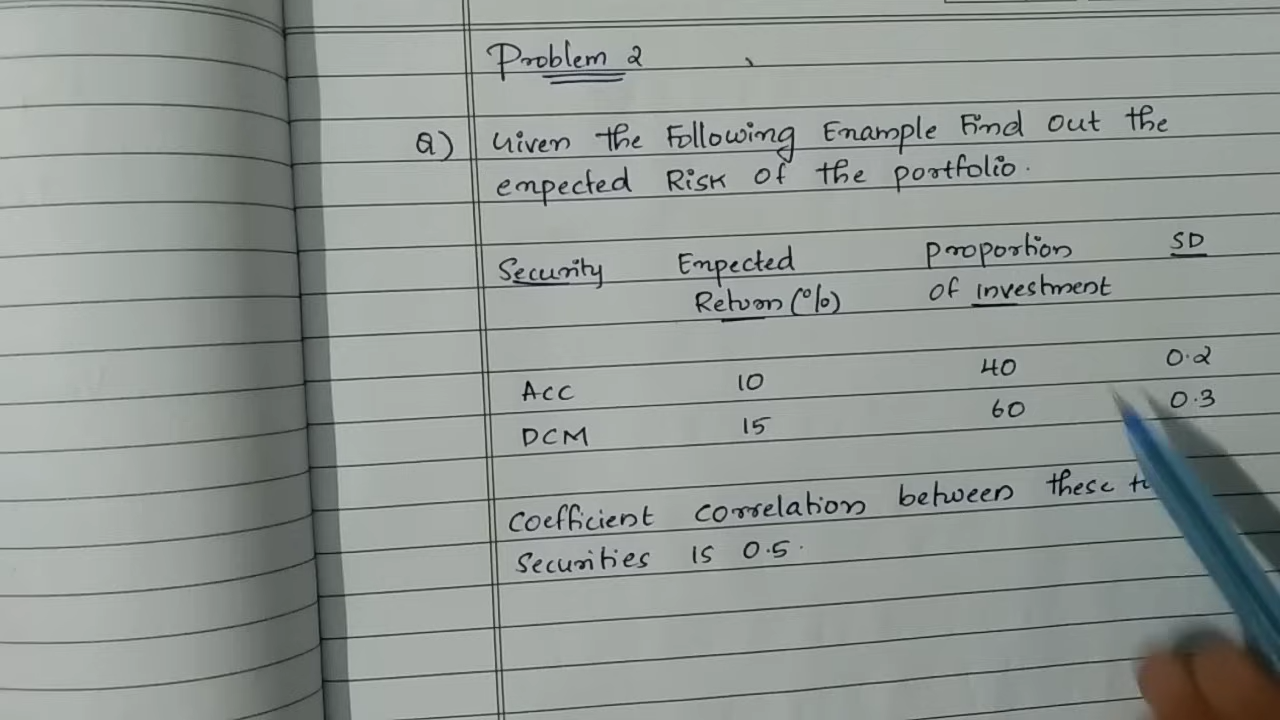 Problem 2
Q) Given the Following Example Find out the
expected Risk of the portfolio.
Security Expected proportion SD
Return (%) of investment
Acc 10 40 0.2
DCM 15 60 0.3
coefficient correlation between these
securities is 0.5.